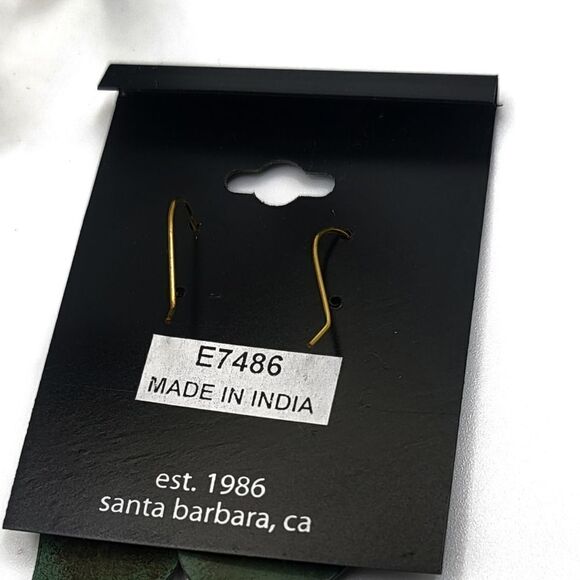 E7486
MADE IN INDIA
est. 1986
santa barbara, ca